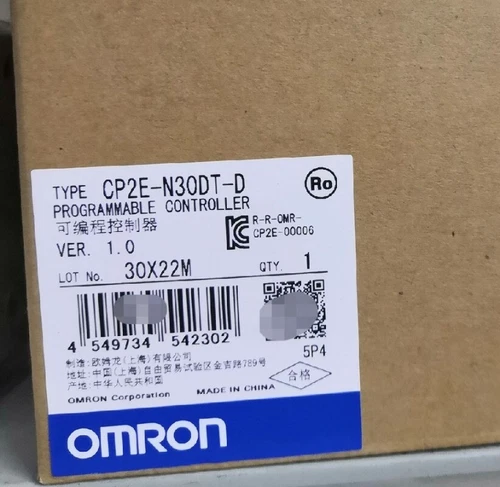 TYPE CP2E-N30DT-D
Ro
PROGRAMMABLE CONTROLLER
可编程控制器
R-R-OMR-
CP2E-00006
VER. 1.0
LOT No. 30X22M
QTY. 1
4 549734 542302
5P4
制造:欧姆龙(上海)有限公司
地址:中国(上海)自由贸易试验区金吉路789号
产地:中华人民共和国
合格
OMRON Corporation
MADE IN CHINA
OMRON